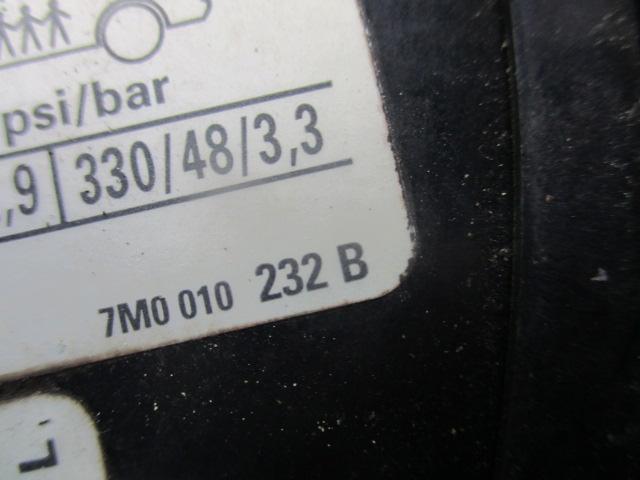 psi/bar
,9 | 330/48/3,3
7M0 010 232 B
L